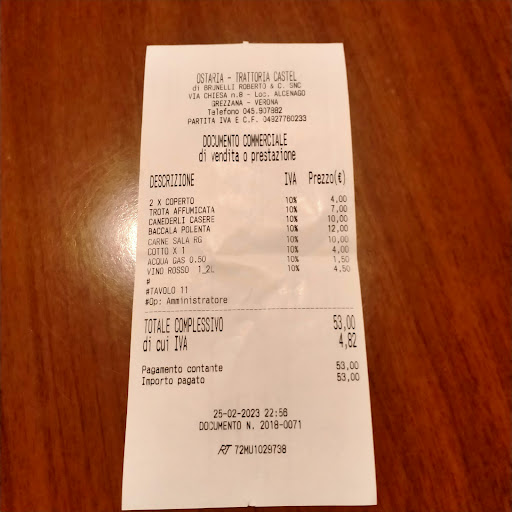 OSTARIA - TRATTORIA CASTEL
di BRUNELLI ROBERTO & C. SNC
VIA CHIESA n.8 - Loc. ALCENAGO
GREZZANA - VERONA
Telefono 045.907982
PARTITA IVA E C.F. 04927760233
DOCUMENTO COMMERCIALE
di vendita o prestazione
DESCRIZIONE IVA Prezzo(€)
2 X COPERTO 10% 4,00
TROTA AFFUMICATA 10% 7,00
CANEDERLI CASERE 10% 10,00
BACCALA POLENTA 10% 12,00
CARNE SALA RG 10% 10,00
COTTO X 1 10% 4,00
ACQUA GAS 0.50 10% 1,50
VINO ROSSO 1_2L 10% 4,50
#
#TAVOLO 11
#Op: Amministratore
TOTALE COMPLESSIVO 53,00
di cui IVA 4,82
Pagamento contante 53,00
Importo pagato 53,00
25-02-2023 22:56
DOCUMENTO N. 2018-0071
RT 72MU1029738